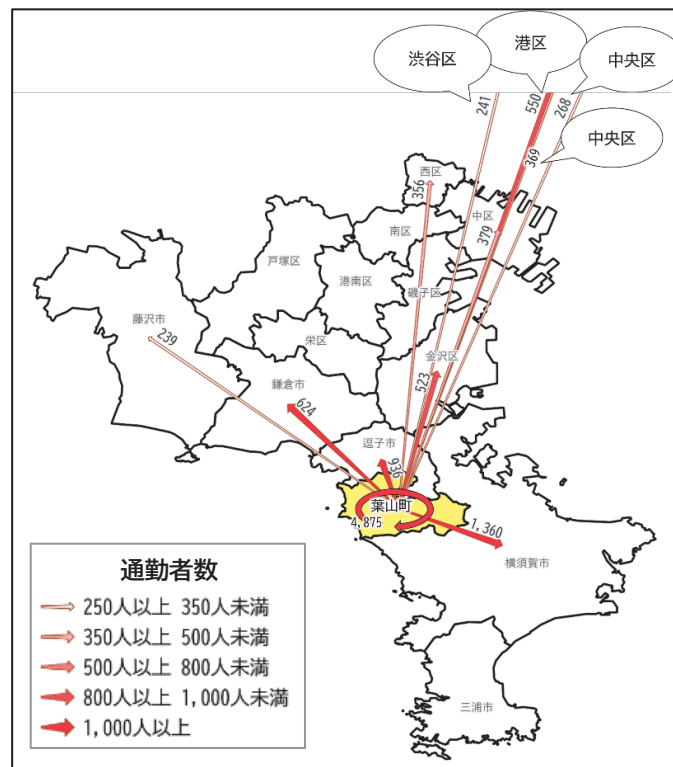 渋谷区
港区
中央区
中央区
241
550
268
369
西区
356
中区
379
南区
戸塚区
港南区
磯子区
藤沢市
239
栄区
金沢区
523
鎌倉市
624
逗子市
936
葉山町
4,875
1,360
横須賀市
三浦市
通勤者数
250人以上 350人未満
350人以上 500人未満
500人以上 800人未満
800人以上 1,000人未満
1,000人以上